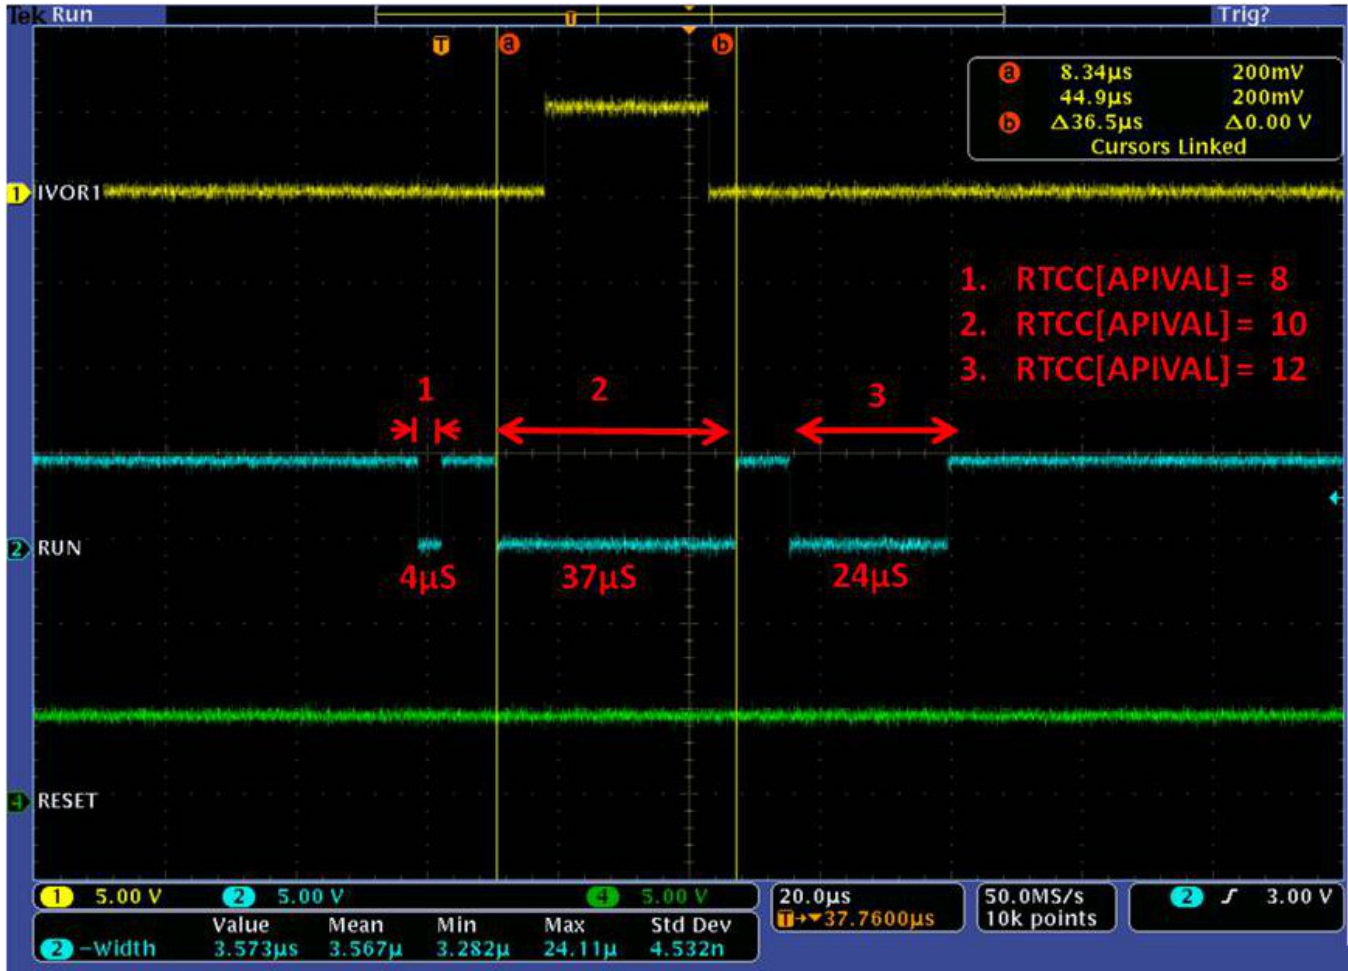 Tek Run Trig?
T
T a b
a 8.34µs 200mV
44.9µs 200mV
b Δ36.5µs Δ0.00 V
Cursors Linked
1 IVOR1
1. RTCC[APIVAL] = 8
2. RTCC[APIVAL] = 10
3. RTCC[APIVAL] = 12
1 2 3
2 RUN
4µS 37µS 24µS
4 RESET
1 5.00 V 2 5.00 V 4 5.00 V
20.0µs
T→▼37.7600µs
50.0MS/s
10k points
2 ʃ 3.00 V
Value Mean Min Max Std Dev
2 −Width 3.573µs 3.567µ 3.282µ 24.11µ 4.532n